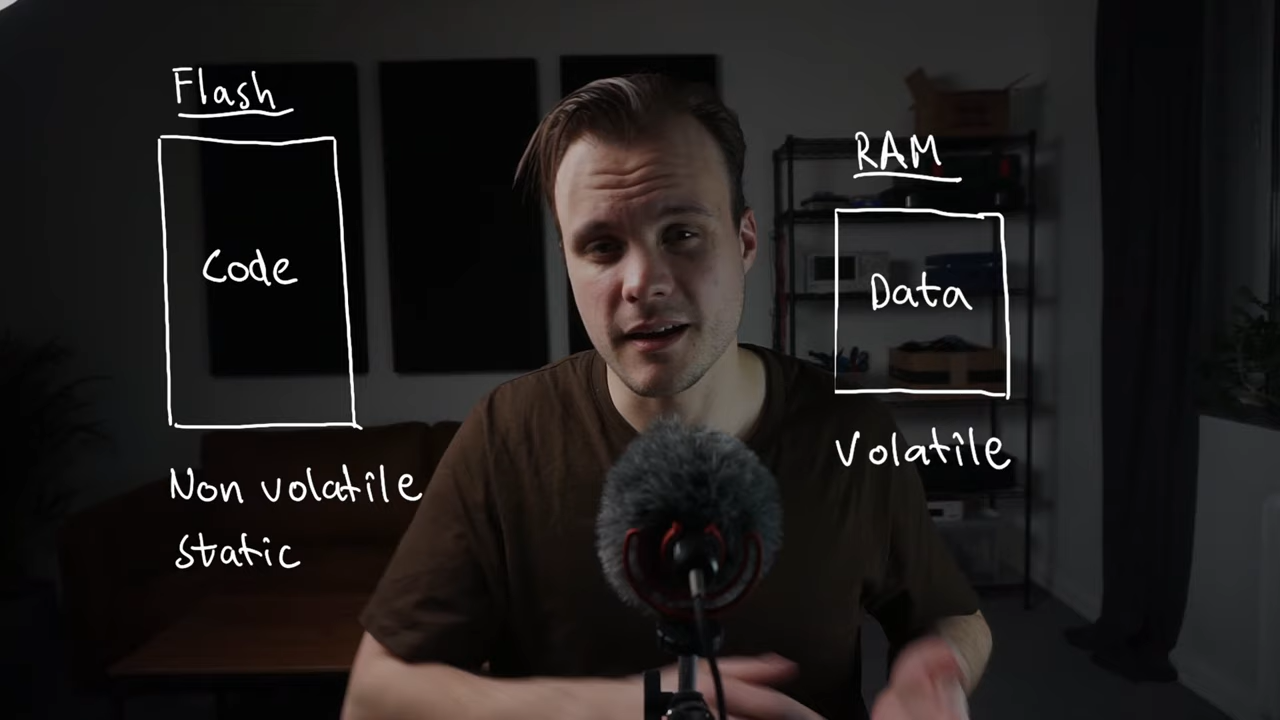 Flash
Code
Non volatile
static
RAM
Data
Volatile